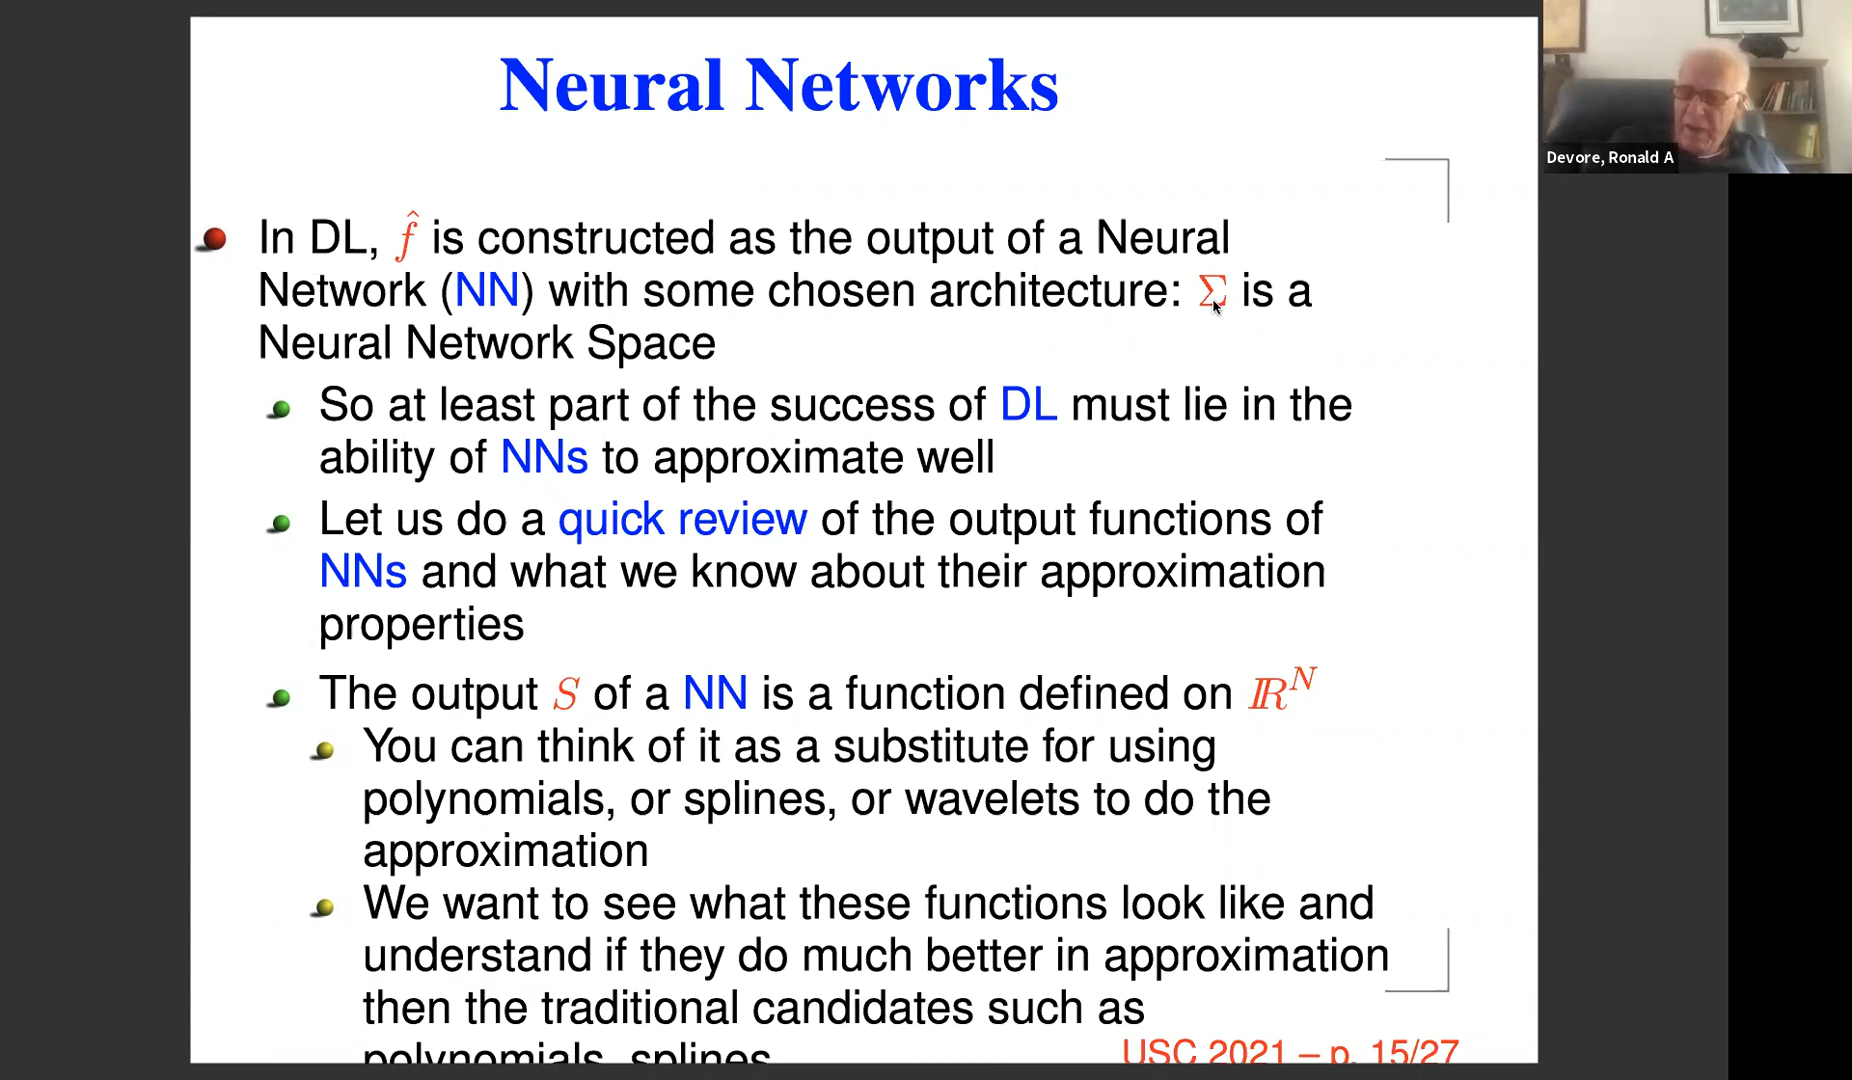 Neural Networks
Devore, Ronald A
In DL, f̂ is constructed as the output of a Neural
Network (NN) with some chosen architecture: Σ is a
Neural Network Space
So at least part of the success of DL must lie in the
ability of NNs to approximate well
Let us do a quick review of the output functions of
NNs and what we know about their approximation
properties
The output S of a NN is a function defined on ℝᴺ
You can think of it as a substitute for using
polynomials, or splines, or wavelets to do the
approximation
We want to see what these functions look like and
understand if they do much better in approximation
then the traditional candidates such as
polynomials, splines
USC 2021 – p. 15/27